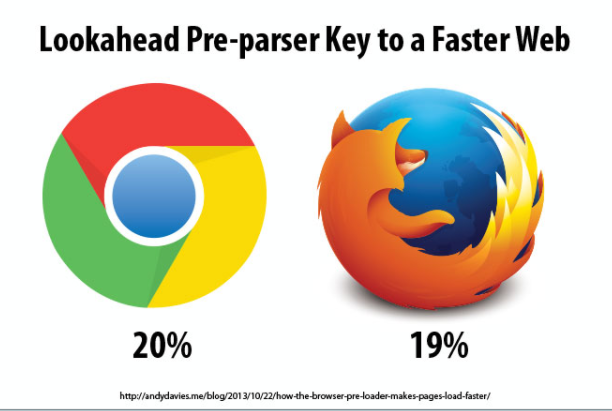 Lookahead Pre-parser Key to a Faster Web
20%
19%
http://andydavies.me/blog/2013/10/22/how-the-browser-pre-loader-makes-pages-load-faster/